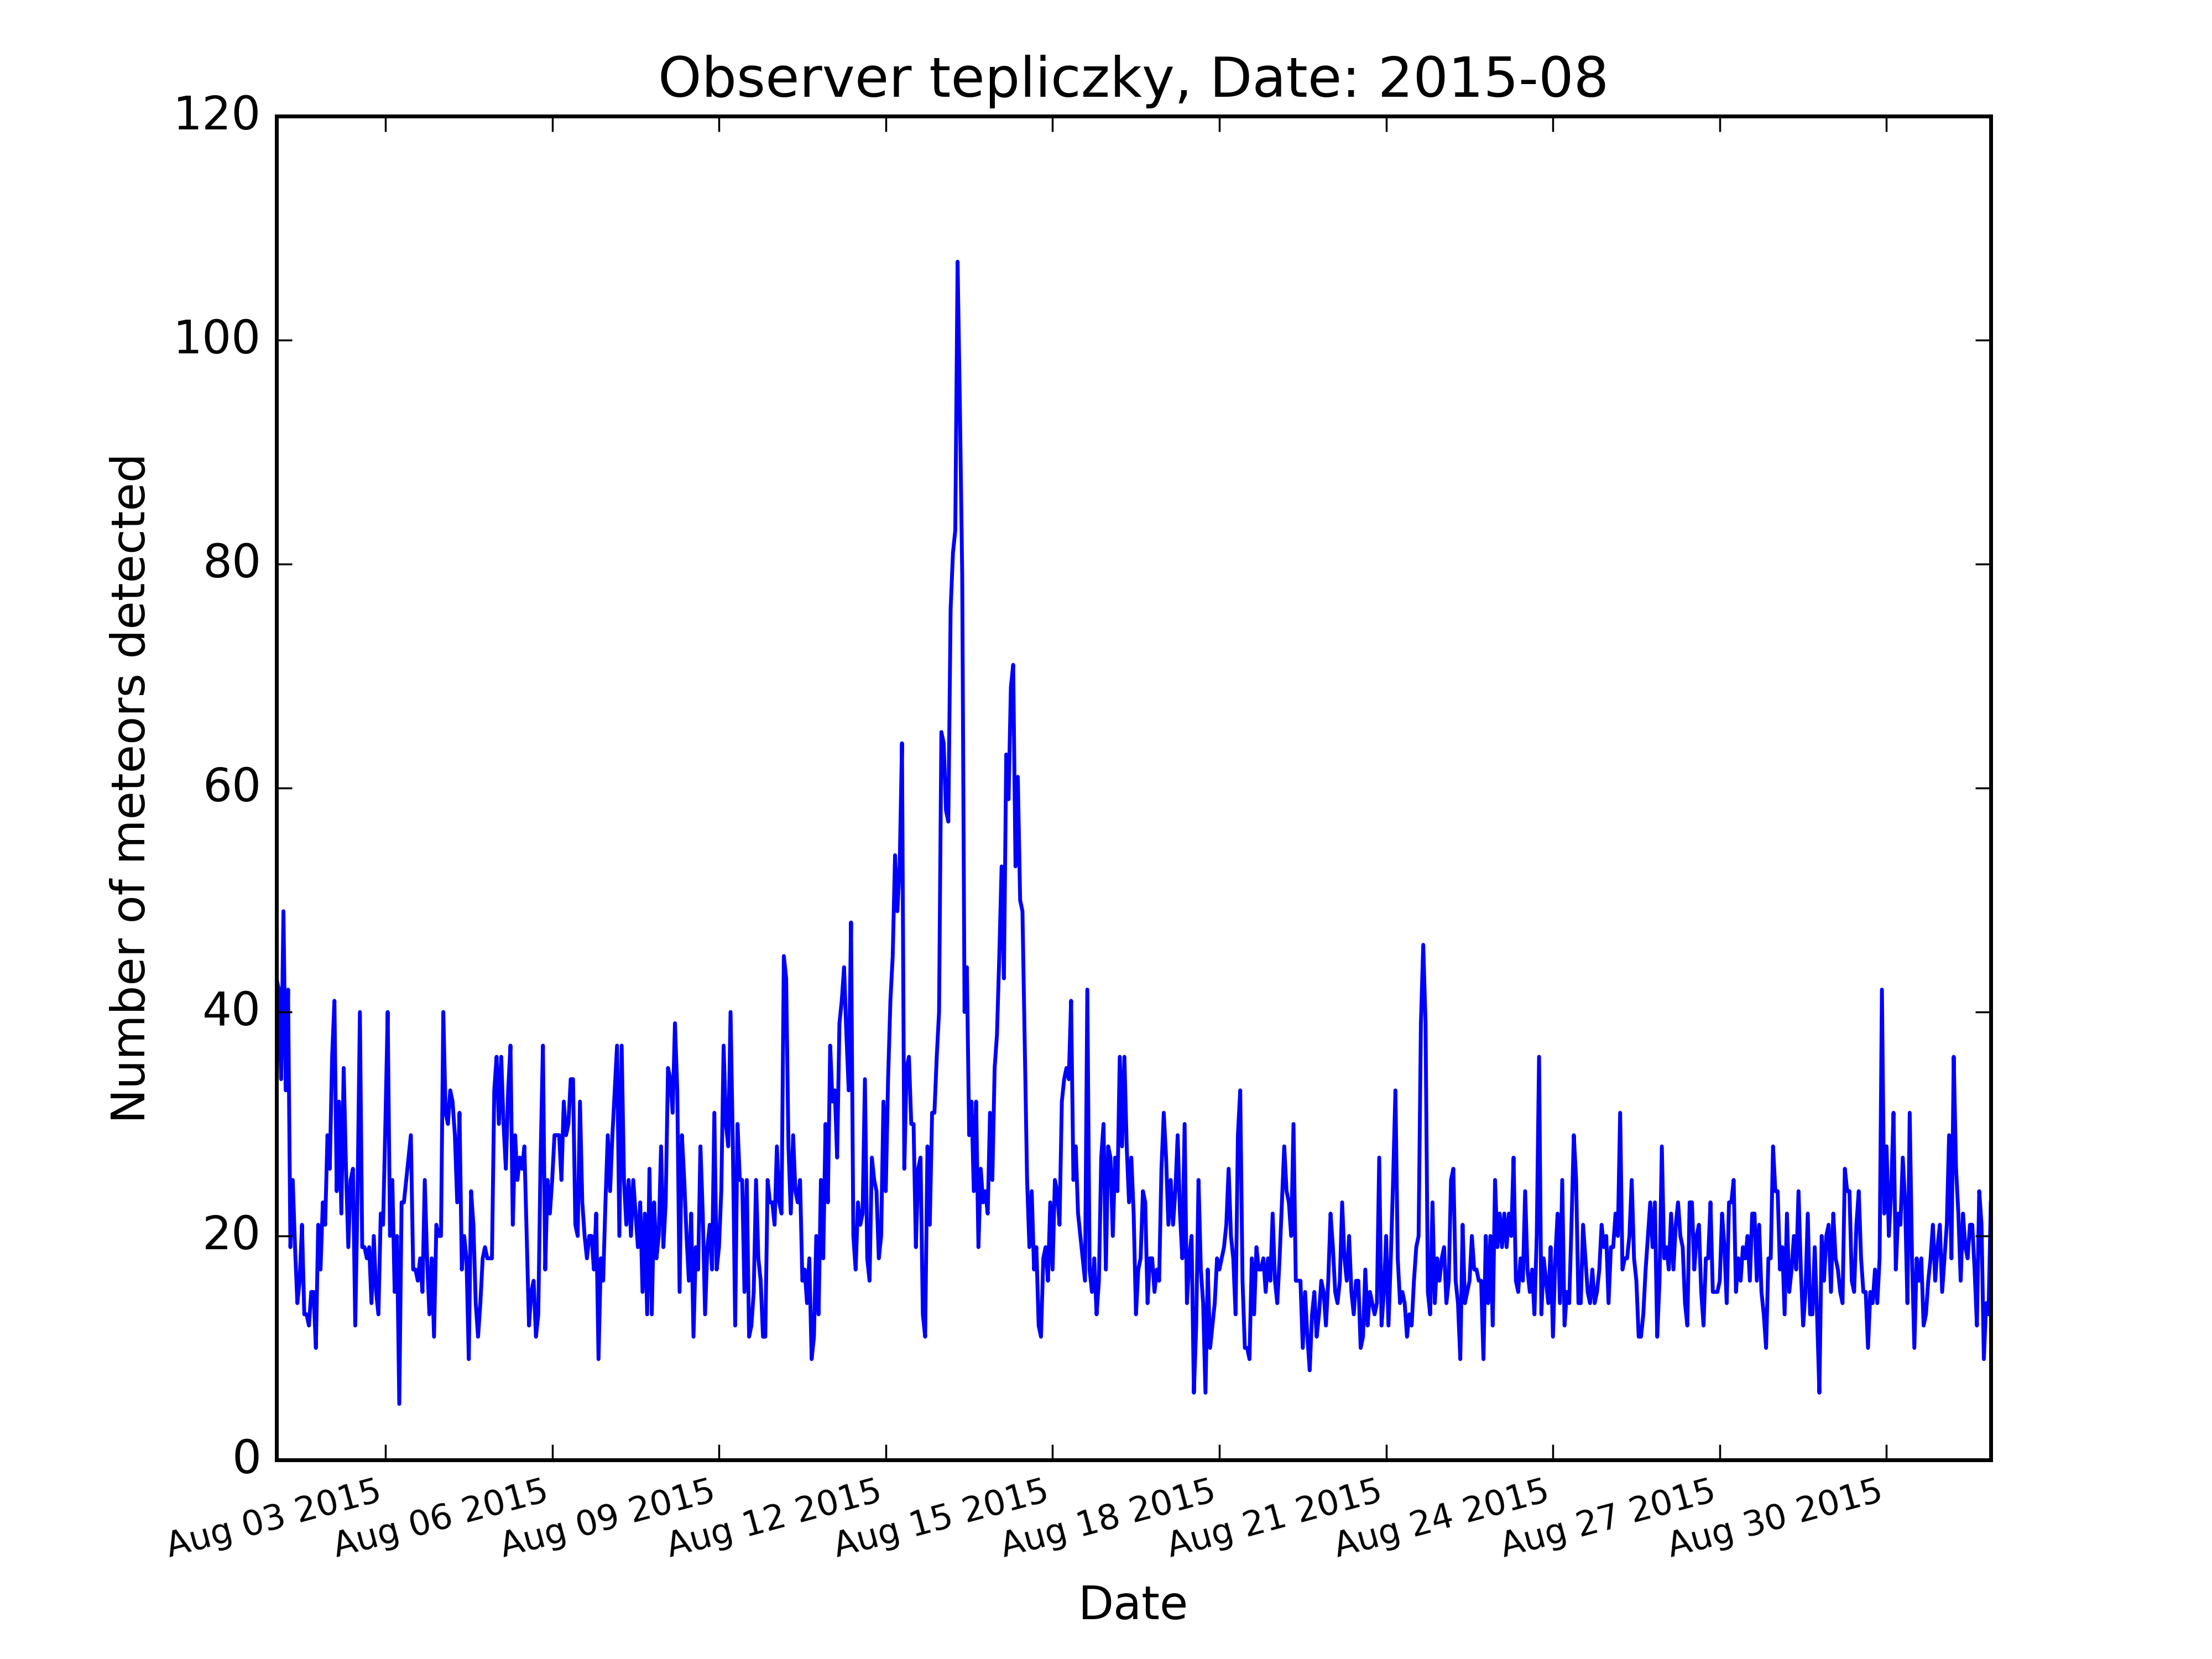 Observer tepliczky, Date: 2015-08
120
100
80
60
40
20
0
Number of meteors detected
Aug 03 2015
Aug 06 2015
Aug 09 2015
Aug 12 2015
Aug 15 2015
Aug 18 2015
Aug 21 2015
Aug 24 2015
Aug 27 2015
Aug 30 2015
Date